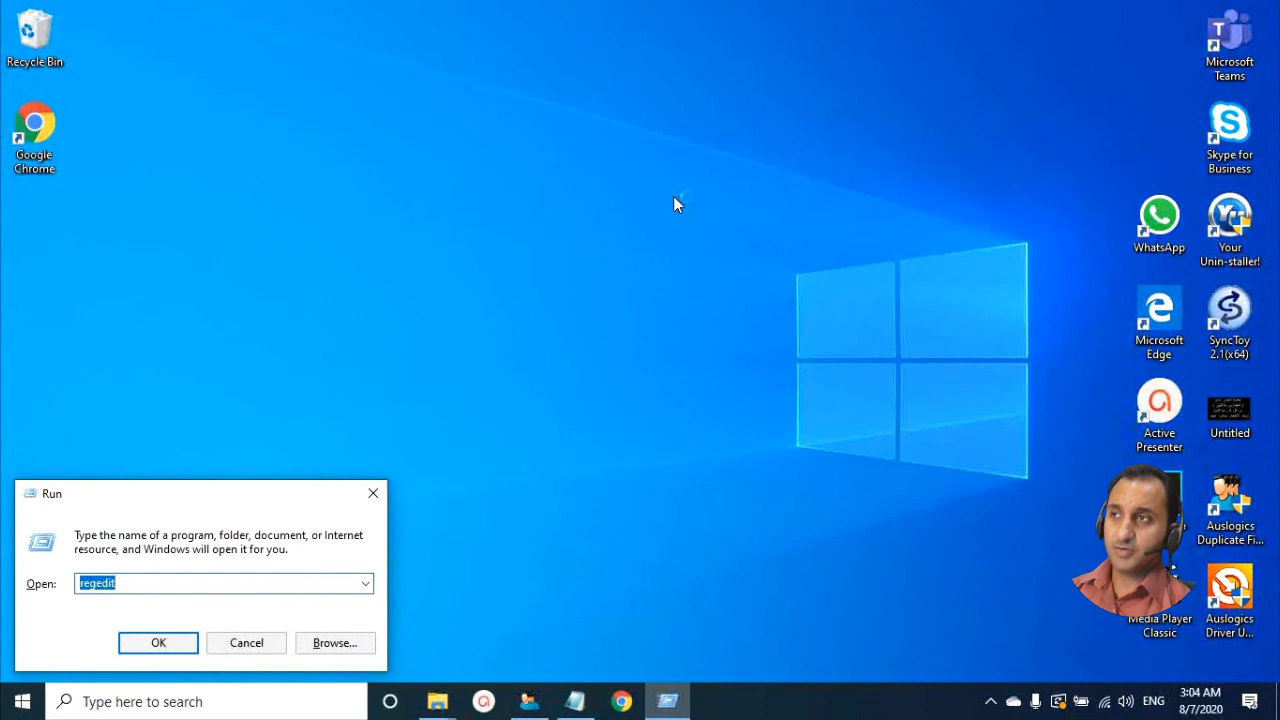 Recycle Bin
Google
Chrome
Microsoft
Teams
Skype for
Business
WhatsApp
Your
Unin-staller!
Microsoft
Edge
SyncToy
2.1(x64)
Active
Presenter
Untitled
Auslogics
Duplicate Fi...
Media Player
Classic
Auslogics
Driver U...
Run
Type the name of a program, folder, document, or Internet
resource, and Windows will open it for you.
Open:
regedit
OK
Cancel
Browse...
Type here to search
ENG
3:04 AM
8/7/2020